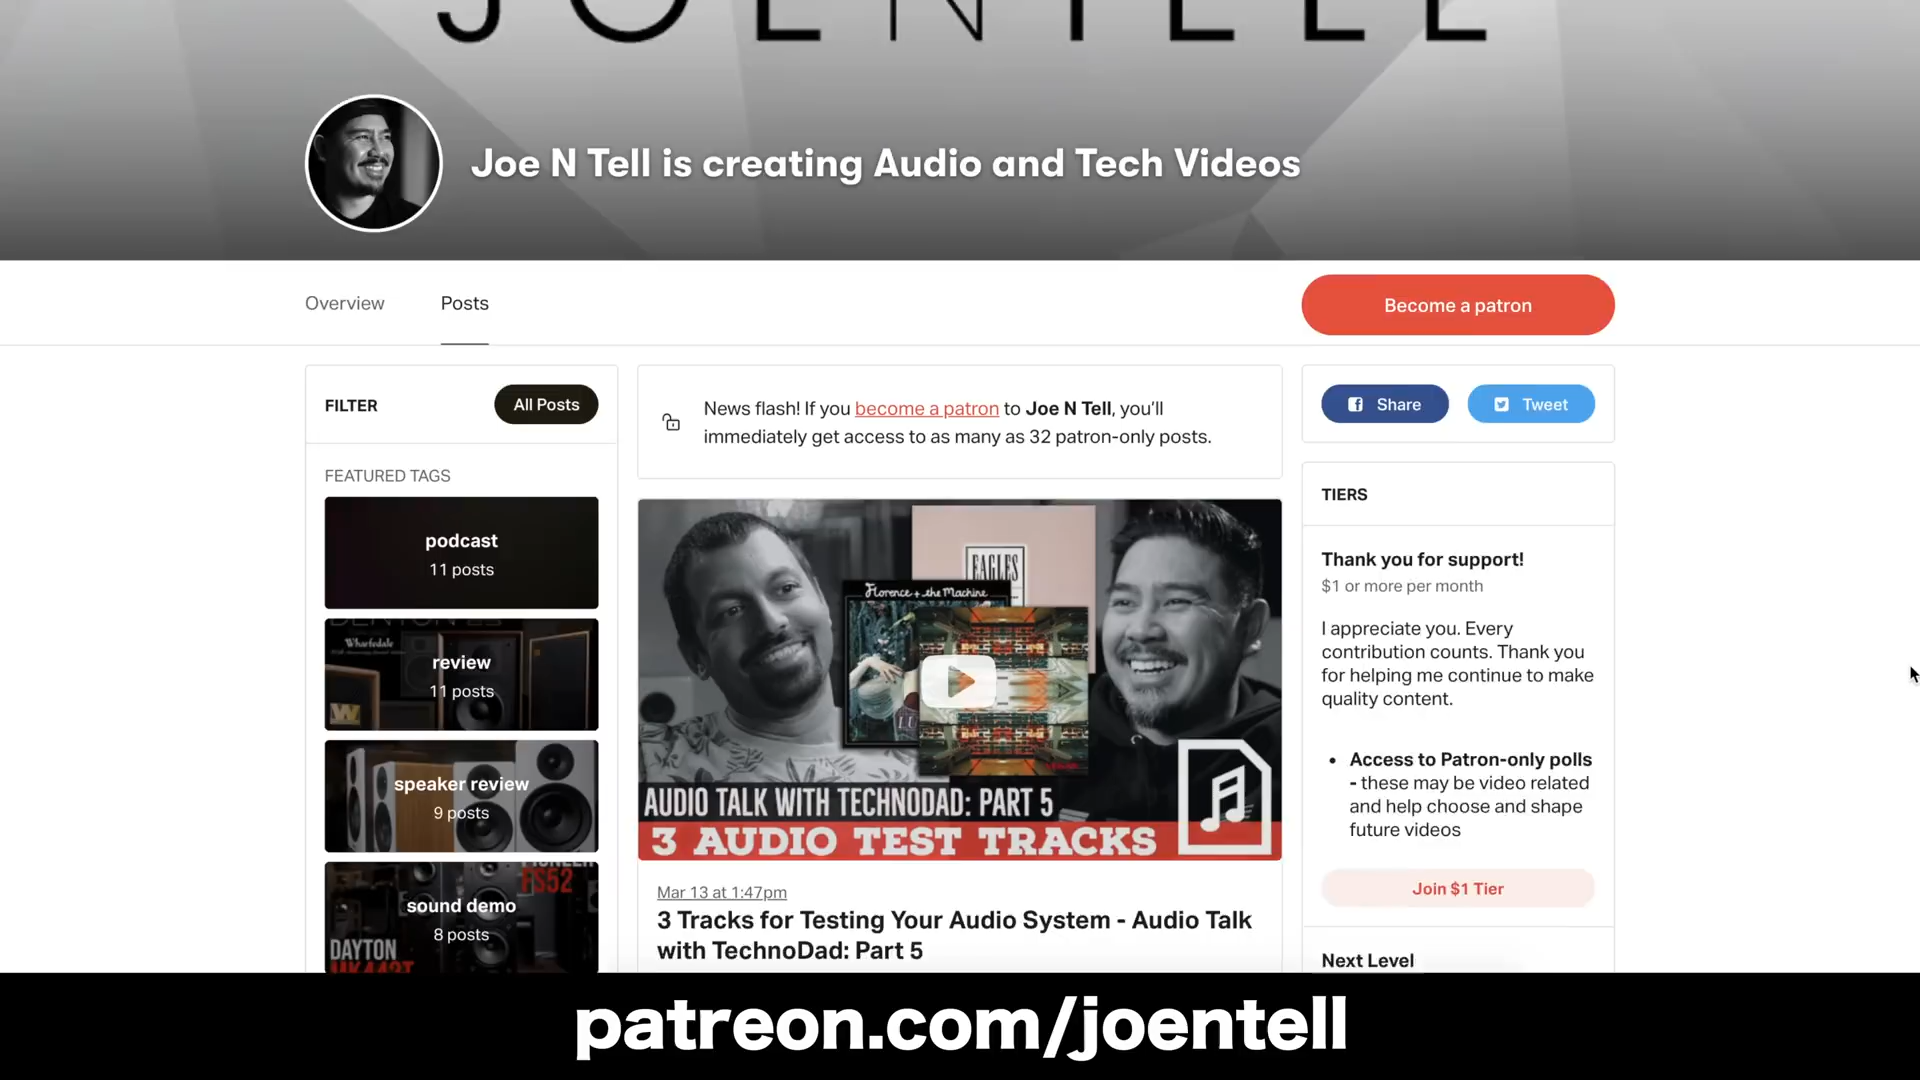 JOENTELL
Joe N Tell is creating Audio and Tech Videos
Overview
Posts
Become a patron
FILTER
All Posts
FEATURED TAGS
podcast
11 posts
Wharfedale
review
11 posts
speaker review
9 posts
FS52
sound demo
8 posts
DAYTON
News flash! If you become a patron to Joe N Tell, you'll
immediately get access to as many as 32 patron-only posts.
EAGLES
Florence + the Machine
AUDIO TALK WITH TECHNODAD: PART 5
3 AUDIO TEST TRACKS
Mar 13 at 1:47pm
3 Tracks for Testing Your Audio System - Audio Talk
with TechnoDad: Part 5
Share
Tweet
TIERS
Thank you for support!
$1 or more per month
I appreciate you. Every
contribution counts. Thank you
for helping me continue to make
quality content.
• Access to Patron-only polls
- these may be video related
and help choose and shape
future videos
Join $1 Tier
Next Level
patreon.com/joentell